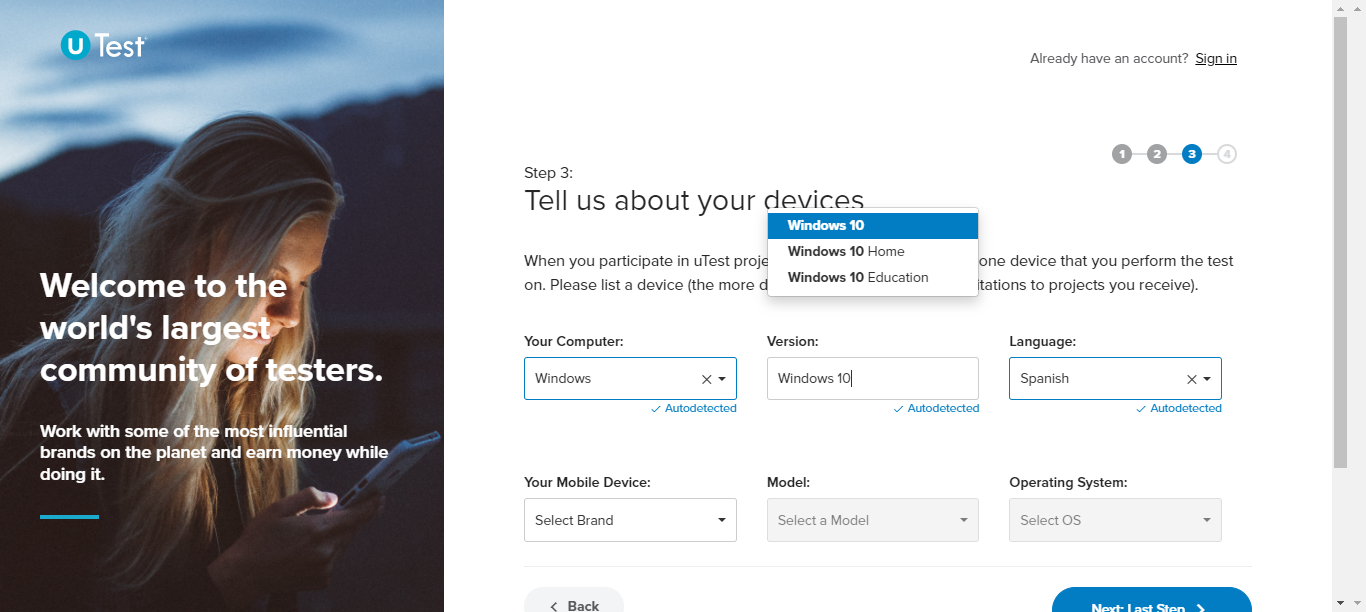 uTest
Already have an account? Sign in
1 2 3 4
Step 3:
Tell us about your devices
Windows 10
Windows 10 Home
Windows 10 Education
When you participate in uTest one device that you perform the test
on. Please list a device (the more to projects you receive).
Welcome to the
world's largest
community of testers.
Work with some of the most influential
brands on the planet and earn money while
doing it.
Your Computer: Version: Language:
Windows Windows 10 Spanish
Autodetected Autodetected Autodetected
Your Mobile Device: Model: Operating System:
Select Brand Select a Model Select OS
Back Next: Last Step